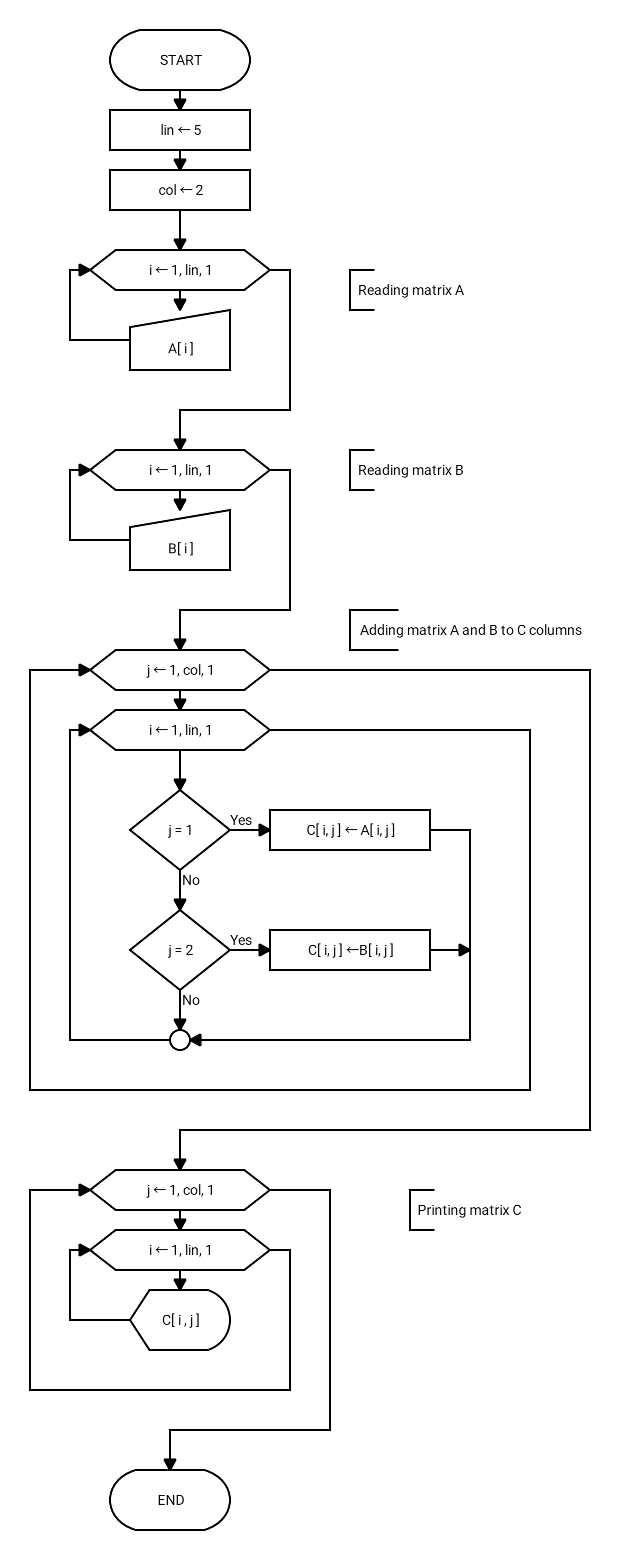 START
lin ← 5
col ← 2
i ← 1, lin, 1
Reading matrix A
A[ i ]
i ← 1, lin, 1
Reading matrix B
B[ i ]
Adding matrix A and B to C columns
j ← 1, col, 1
i ← 1, lin, 1
j = 1
Yes
C[ i, j ] ← A[ i, j ]
No
j = 2
Yes
C[ i, j ] ←B[ i, j ]
No
j ← 1, col, 1
Printing matrix C
i ← 1, lin, 1
C[ i , j ]
END